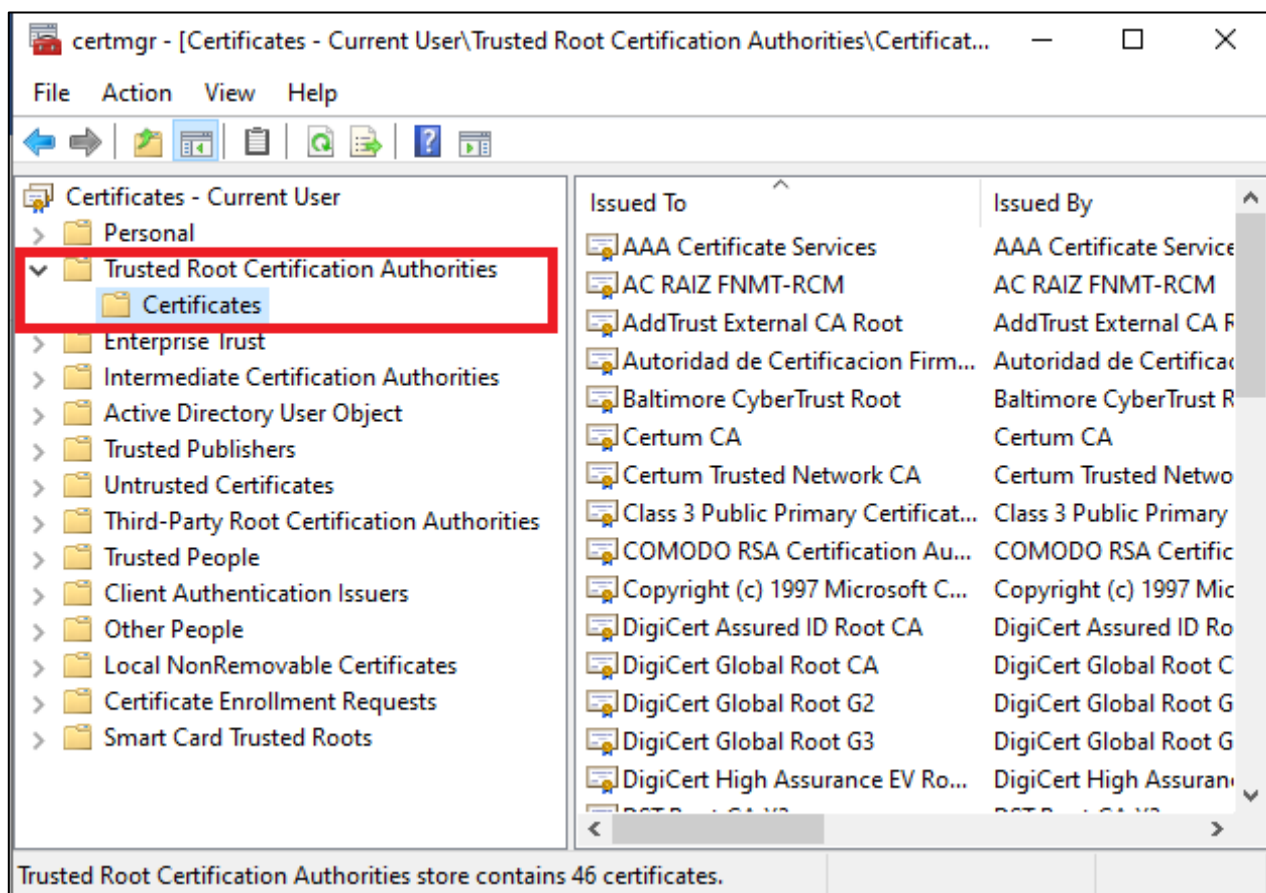 certmgr - [Certificates - Current User\Trusted Root Certification Authorities\Certificat...
File Action View Help
Certificates - Current User
Personal
Trusted Root Certification Authorities
Certificates
Enterprise Trust
Intermediate Certification Authorities
Active Directory User Object
Trusted Publishers
Untrusted Certificates
Third-Party Root Certification Authorities
Trusted People
Client Authentication Issuers
Other People
Local NonRemovable Certificates
Certificate Enrollment Requests
Smart Card Trusted Roots
Issued To Issued By
AAA Certificate Services AAA Certificate Service
AC RAIZ FNMT-RCM AC RAIZ FNMT-RCM
AddTrust External CA Root AddTrust External CA R
Autoridad de Certificacion Firm... Autoridad de Certificac
Baltimore CyberTrust Root Baltimore CyberTrust R
Certum CA Certum CA
Certum Trusted Network CA Certum Trusted Netwo
Class 3 Public Primary Certificat... Class 3 Public Primary
COMODO RSA Certification Au... COMODO RSA Certific
Copyright (c) 1997 Microsoft C... Copyright (c) 1997 Mic
DigiCert Assured ID Root CA DigiCert Assured ID Ro
DigiCert Global Root CA DigiCert Global Root C
DigiCert Global Root G2 DigiCert Global Root G
DigiCert Global Root G3 DigiCert Global Root G
DigiCert High Assurance EV Ro... DigiCert High Assuran
Trusted Root Certification Authorities store contains 46 certificates.